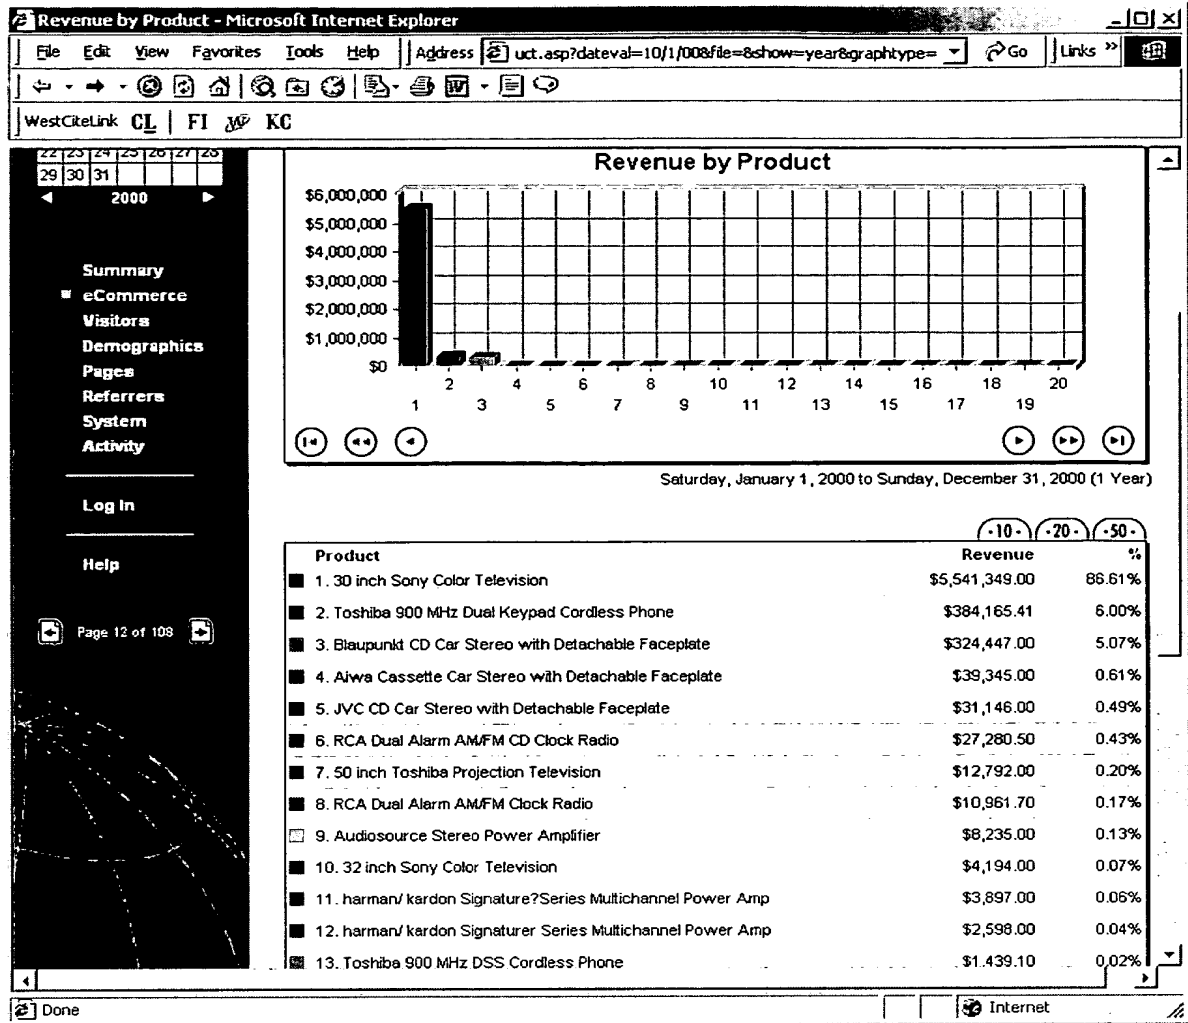 Revenue by Product - Microsoft Internet Explorer
File Edit View Favorites Tools Help Address uct.asp?dateval=10/1/00&file=&show=year&graphtype= Go Links »
WestCiteLink CL | FI KC
22 23 24 25 26 27 28
29 30 31
2000
Summary
eCommerce
Visitors
Demographics
Pages
Referrers
System
Activity
Log In
Help
Page 12 of 108
Revenue by Product
$6,000,000
$5,000,000
$4,000,000
$3,000,000
$2,000,000
$1,000,000
$0
2 4 6 8 10 12 14 16 18 20
1 3 5 7 9 11 13 15 17 19
Saturday, January 1, 2000 to Sunday, December 31, 2000 (1 Year)
·10· ·20· ·50·
Product Revenue %
1. 30 inch Sony Color Television $5,541,349.00 86.61%
2. Toshiba 900 MHz Dual Keypad Cordless Phone $384,165.41 6.00%
3. Blaupunkt CD Car Stereo with Detachable Faceplate $324,447.00 5.07%
4. Aiwa Cassette Car Stereo with Detachable Faceplate $39,345.00 0.61%
5. JVC CD Car Stereo with Detachable Faceplate $31,146.00 0.49%
6. RCA Dual Alarm AM/FM CD Clock Radio $27,280.50 0.43%
7. 50 inch Toshiba Projection Television $12,792.00 0.20%
8. RCA Dual Alarm AM/FM Clock Radio $10,961.70 0.17%
9. Audiosource Stereo Power Amplifier $8,235.00 0.13%
10. 32 inch Sony Color Television $4,194.00 0.07%
11. harman/ kardon Signature?Series Multichannel Power Amp $3,897.00 0.06%
12. harman/ kardon Signaturer Series Multichannel Power Amp $2,598.00 0.04%
13. Toshiba 900 MHz DSS Cordless Phone $1,439.10 0.02%
Done Internet